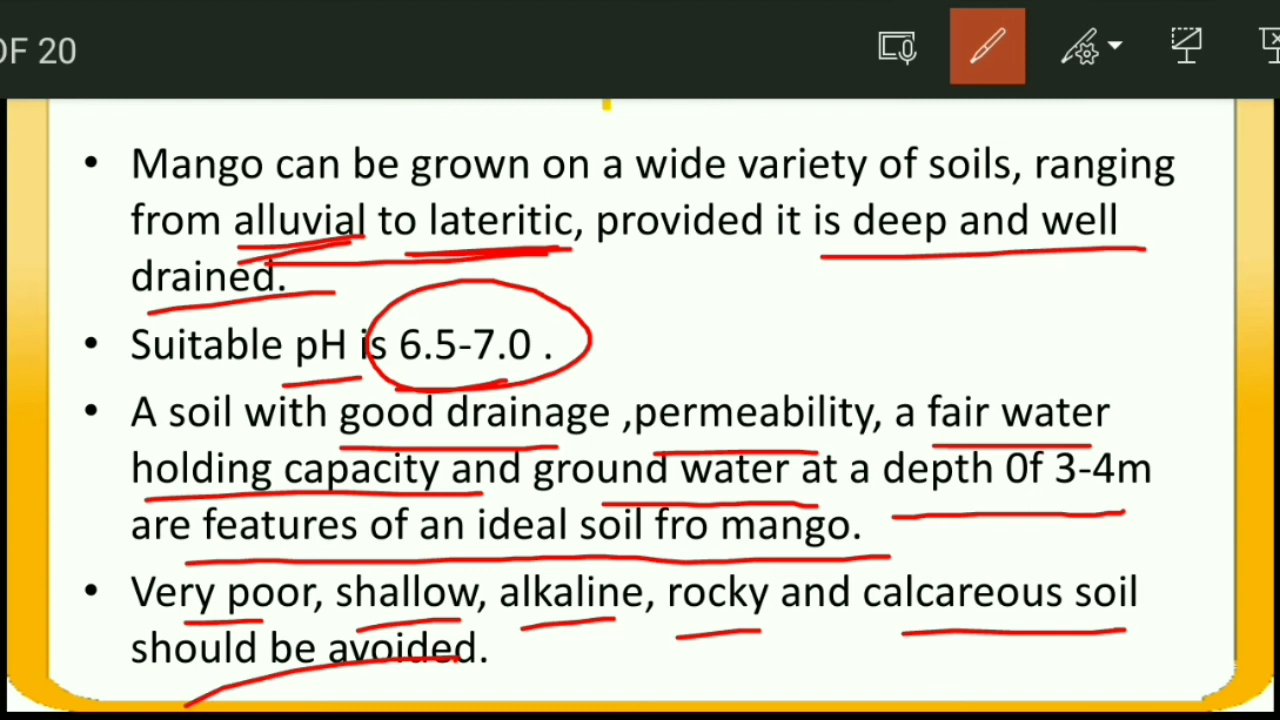 OF 20
• Mango can be grown on a wide variety of soils, ranging
from alluvial to lateritic, provided it is deep and well
drained.
• Suitable pH is 6.5-7.0 .
• A soil with good drainage ,permeability, a fair water
holding capacity and ground water at a depth 0f 3-4m
are features of an ideal soil fro mango.
• Very poor, shallow, alkaline, rocky and calcareous soil
should be avoided.